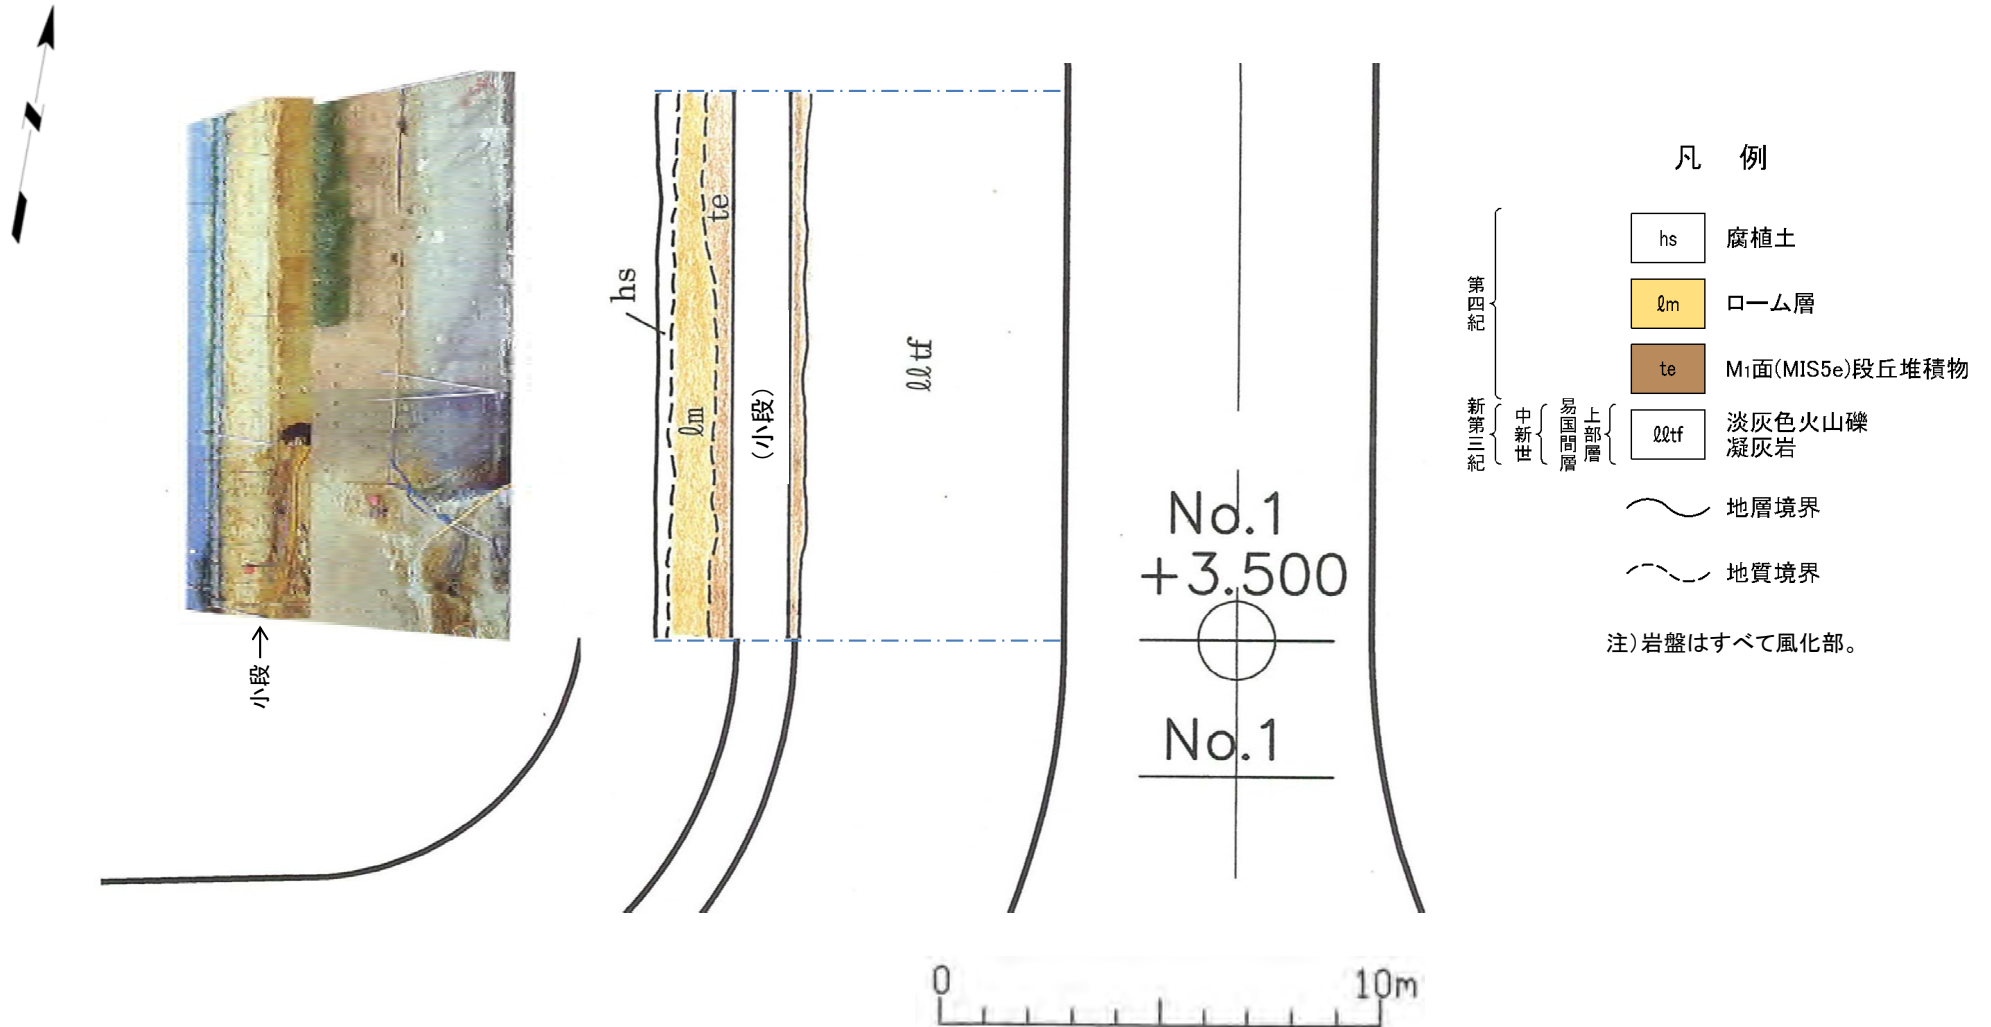 小段
hs
te
ℓm
(小段)
ℓℓtf
No.1
+3.500
No.1
0
10m
凡 例
第四紀
hs
腐植土
ℓm
ローム層
te
M₁面(MIS5e)段丘堆積物
新第三紀
中新世
易国間層
上部層
ℓℓtf
淡灰色火山礫
凝灰岩
地層境界
地質境界
注)岩盤はすべて風化部。